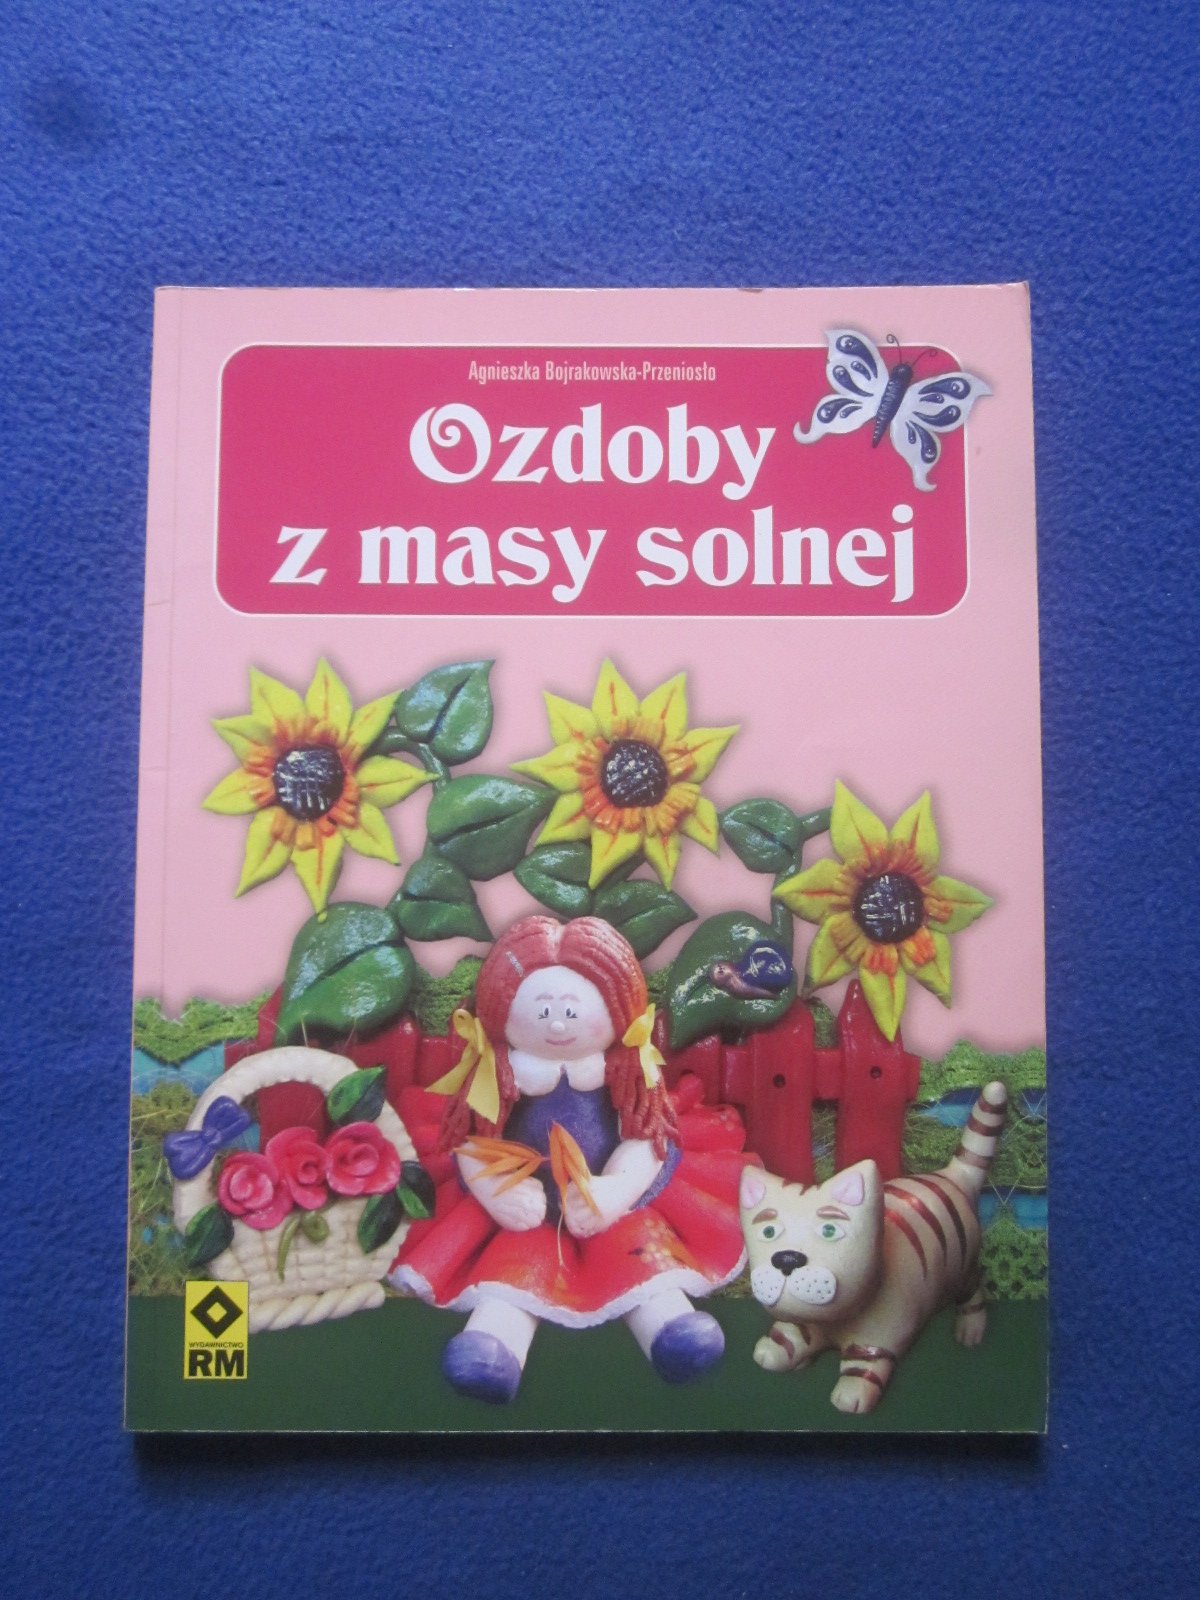 Agnieszka Bojrakowska-Przeniosło
Ozdoby
z masy solnej
WYDAWNICTWO
RM